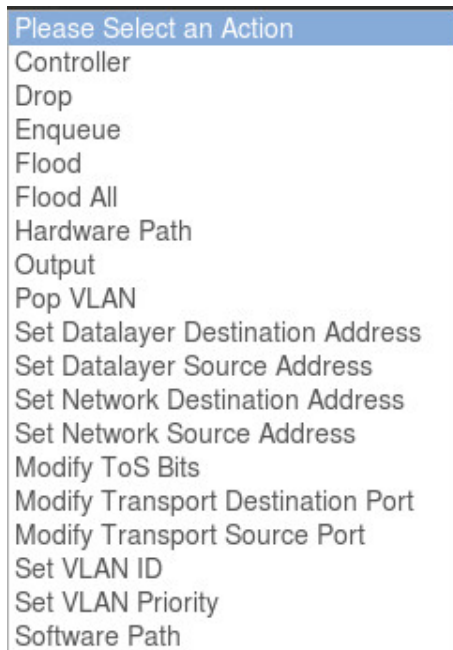 Please Select an Action
Controller
Drop
Enqueue
Flood
Flood All
Hardware Path
Output
Pop VLAN
Set Datalayer Destination Address
Set Datalayer Source Address
Set Network Destination Address
Set Network Source Address
Modify ToS Bits
Modify Transport Destination Port
Modify Transport Source Port
Set VLAN ID
Set VLAN Priority
Software Path